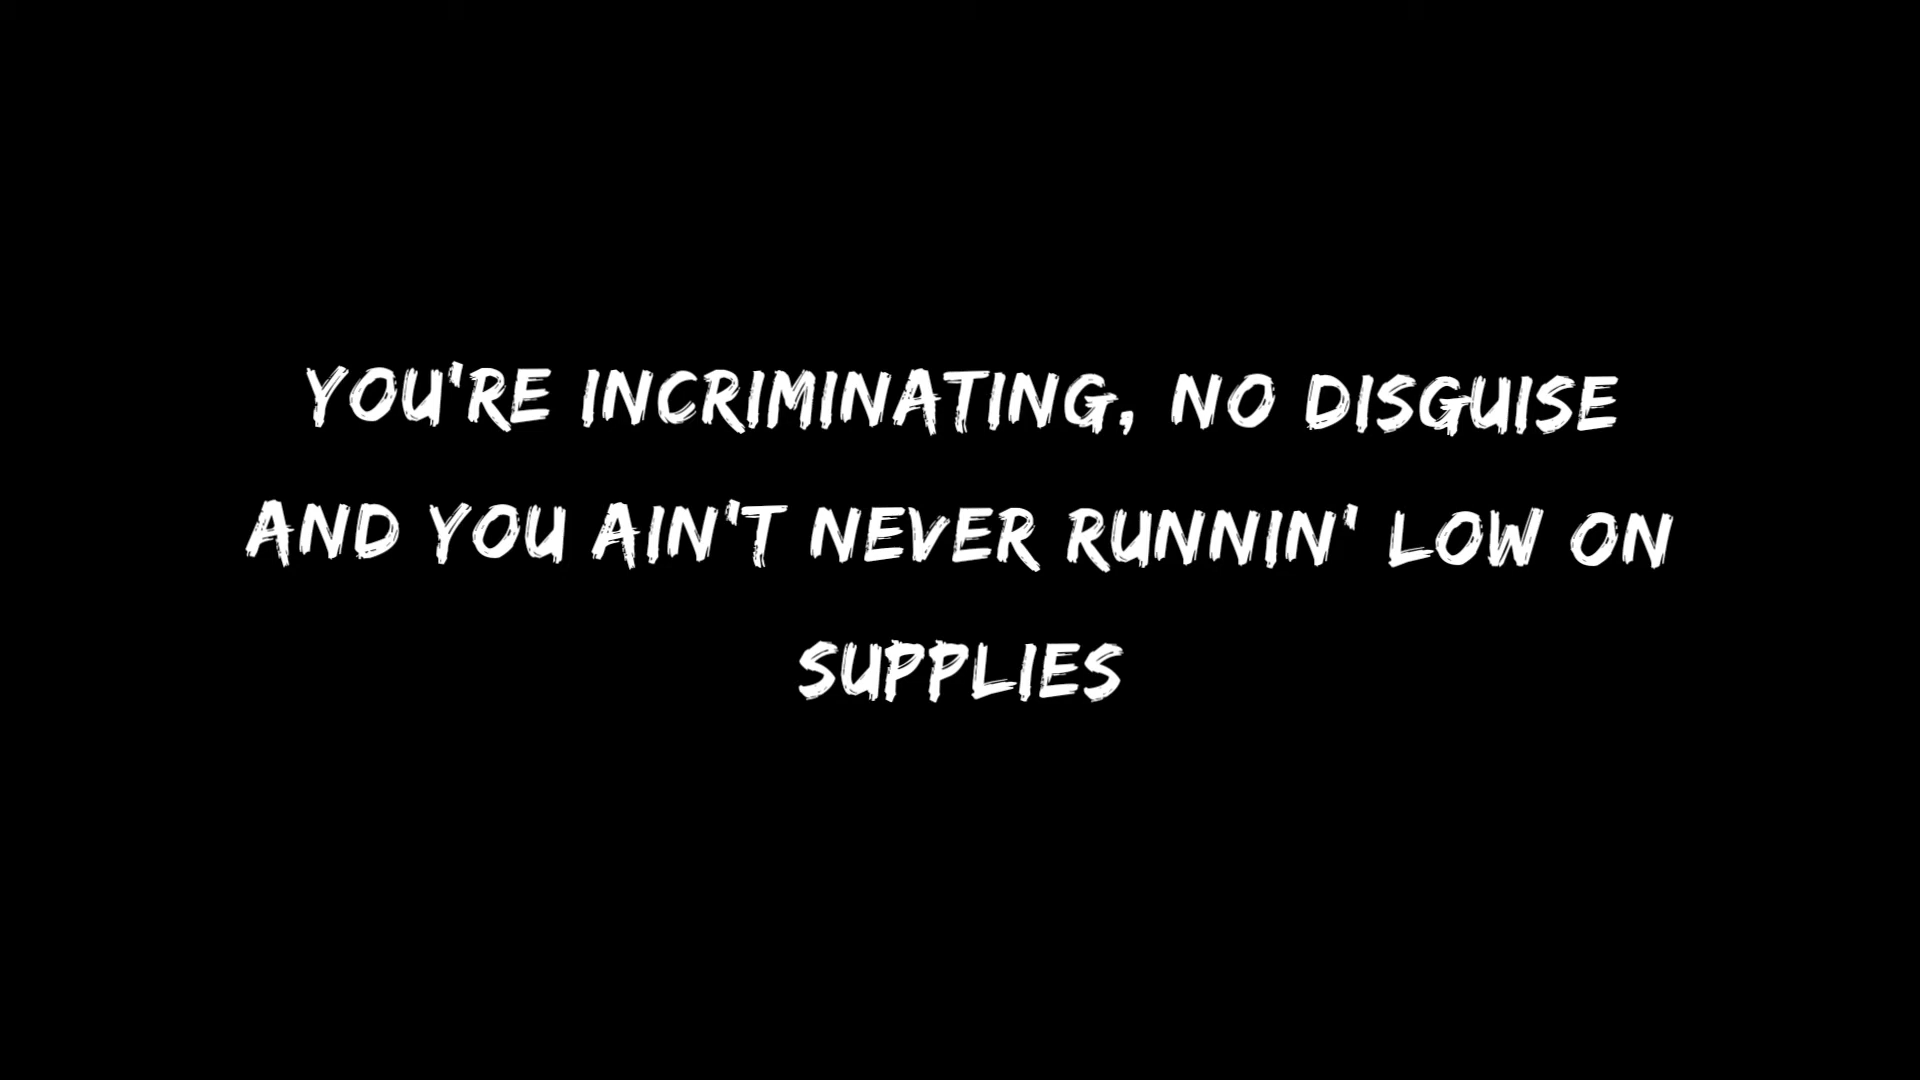 YOU'RE INCRIMINATING, NO DISGUISE
AND YOU AIN'T NEVER RUNNIN' LOW ON
SUPPLIES